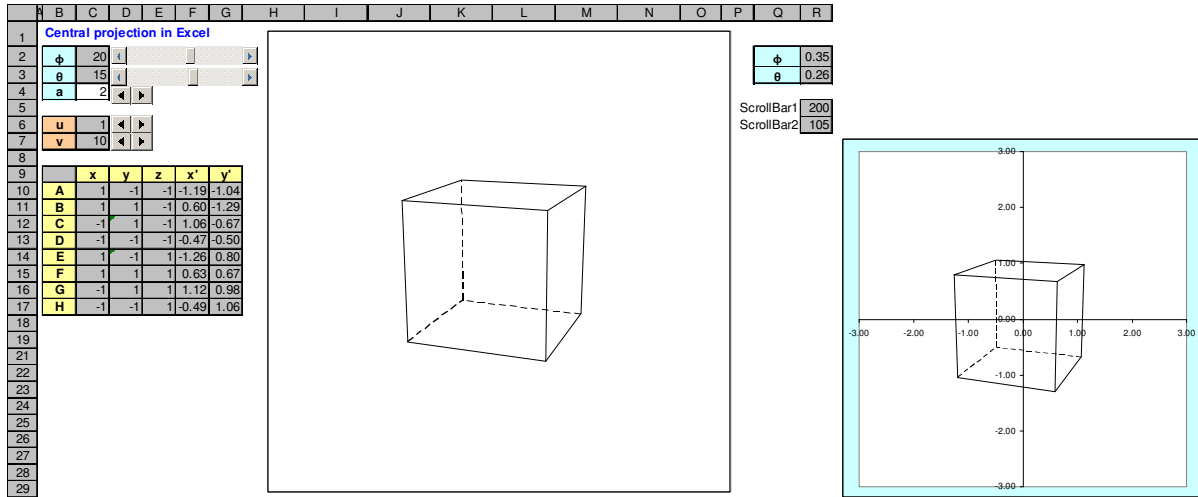 A B C D E F G H I J K L M N O P Q R
1 Central projection in Excel
2 ϕ 20 ϕ 0.35
3 θ 15 θ 0.26
4 a 2
5 ScrollBar1 200
6 u 1 ScrollBar2 105
7 v 10
8
9 x y z x' y'
10 A 1 -1 -1 -1.19 -1.04
11 B 1 1 -1 0.60 -1.29
12 C -1 1 -1 1.06 -0.67
13 D -1 -1 -1 -0.47 -0.50
14 E 1 -1 1 -1.26 0.80
15 F 1 1 1 0.63 0.67
16 G -1 1 1 1.12 0.98
17 H -1 -1 1 -0.49 1.06
18
19
21
22
23
24
25
26
27
28
29
3.00
2.00
1.00
0.00
-3.00 -2.00 -1.00 0.00 1.00 2.00 3.00
-1.00
-2.00
-3.00